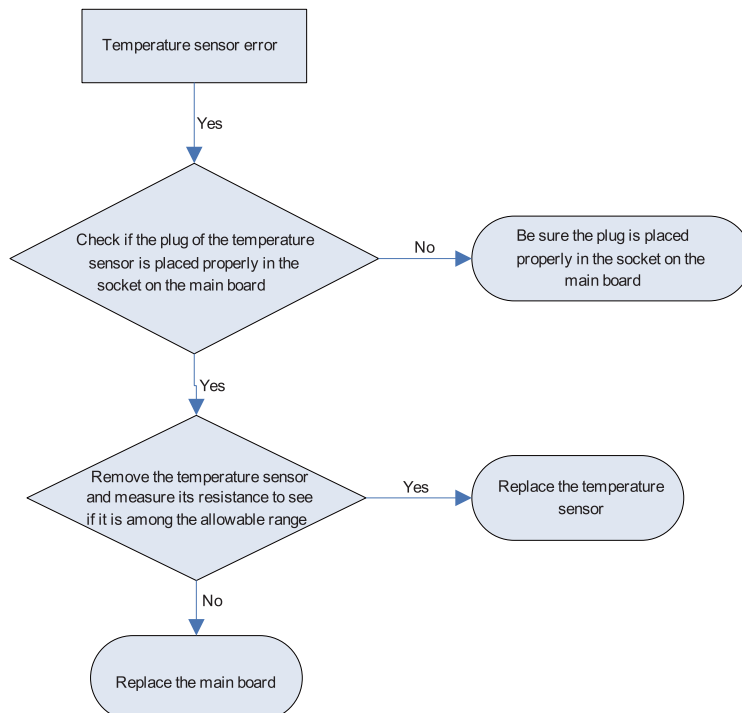 Temperature sensor error
Yes
Check if the plug of the temperature
sensor is placed properly in the
socket on the main board
No
Be sure the plug is placed
properly in the socket on the
main board
Yes
Remove the temperature sensor
and measure its resistance to see
if it is among the allowable range
Yes
Replace the temperature
sensor
No
Replace the main board